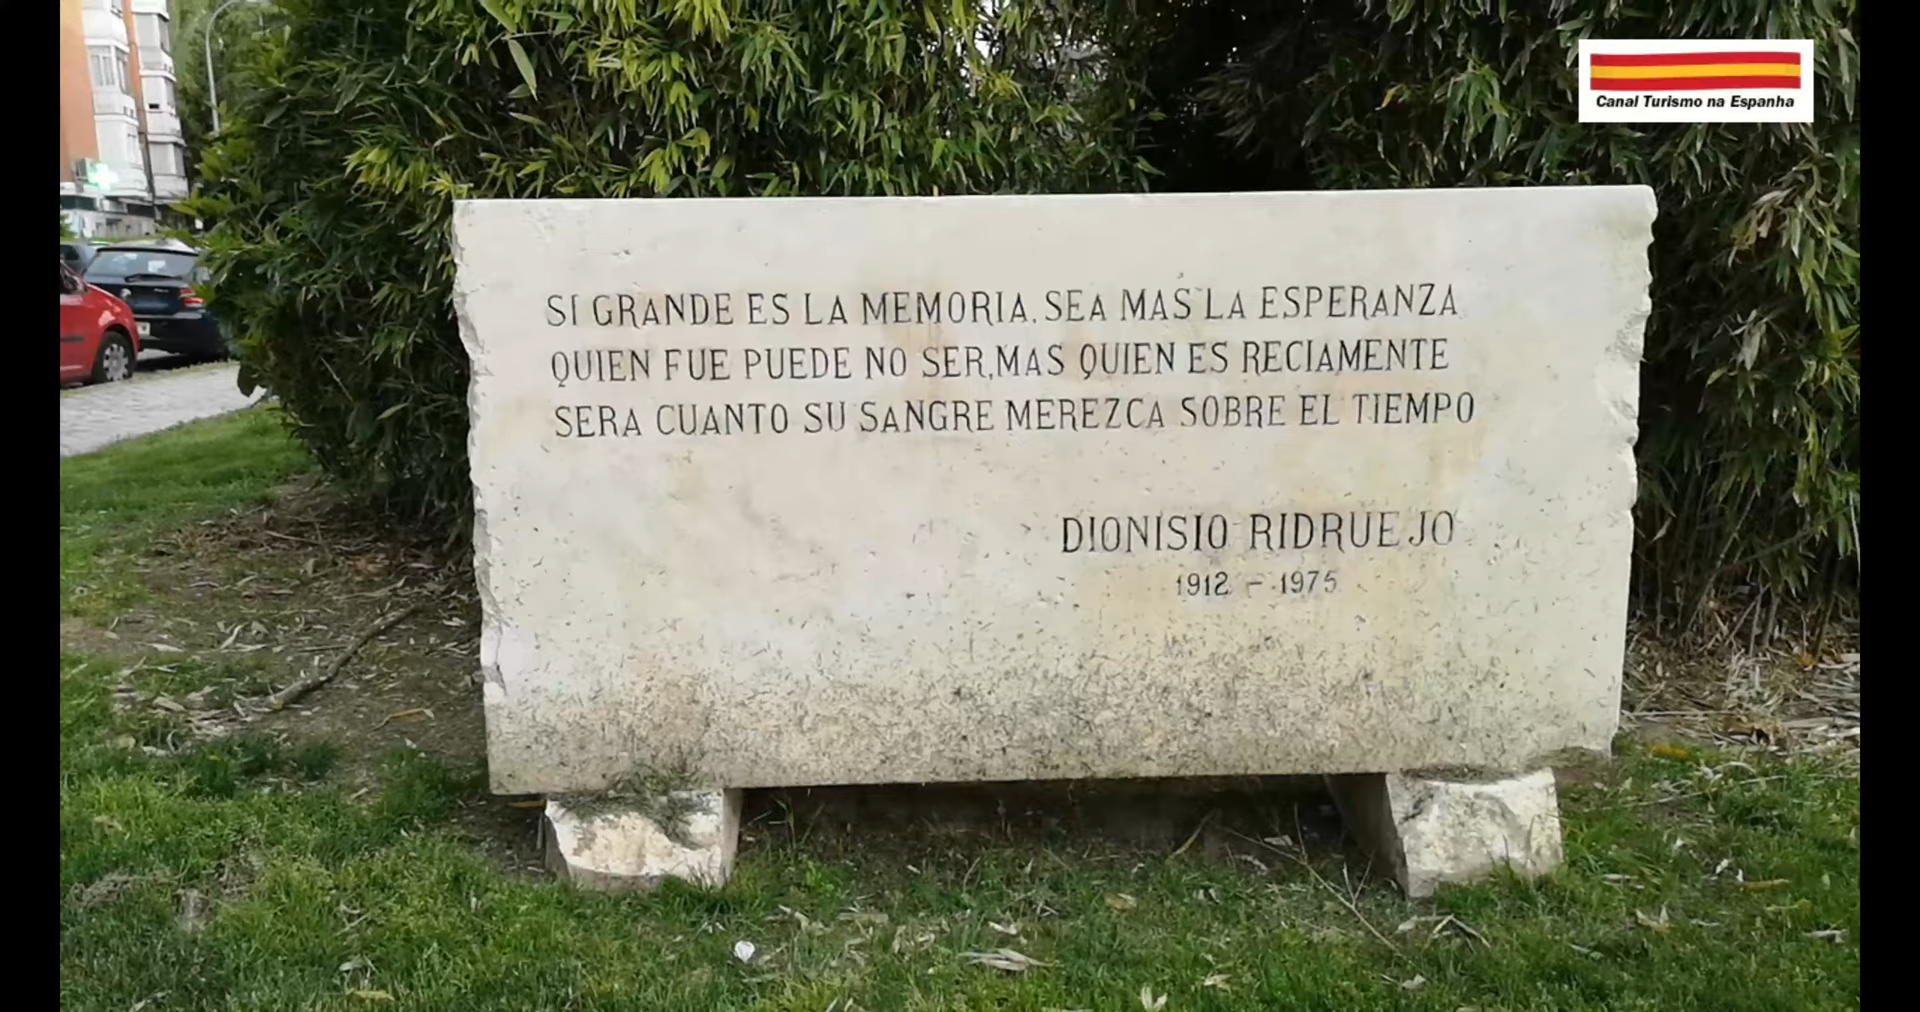 Canal Turismo na Espanha
SI GRANDE ES LA MEMORIA, SEA MAS LA ESPERANZA
QUIEN FUE PUEDE NO SER, MAS QUIEN ES RECIAMENTE
SERA CUANTO SU SANGRE MEREZCA SOBRE EL TIEMPO
DIONISIO RIDRUEJO
1912 - 1975